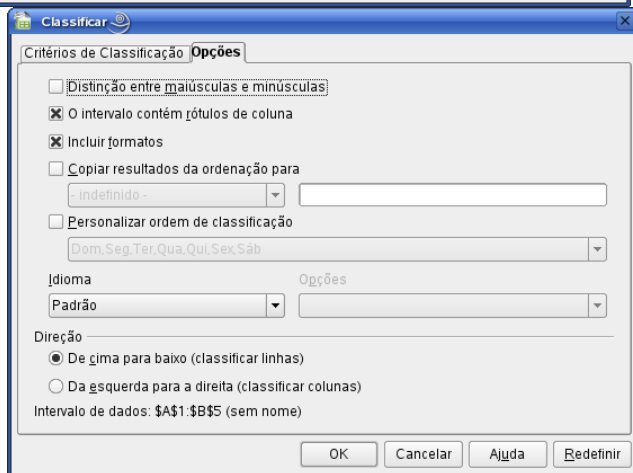 Classificar
Critérios de Classificação Opções
Distinção entre maiúsculas e minúsculas
O intervalo contém rótulos de coluna
Incluir formatos
Copiar resultados da ordenação para
- indefinido -
Personalizar ordem de classificação
Dom,Seg,Ter,Qua,Qui,Sex,Sáb
Idioma Opções
Padrão
Direção
De cima para baixo (classificar linhas)
Da esquerda para a direita (classificar colunas)
Intervalo de dados: $A$1:$B$5 (sem nome)
OK Cancelar Ajuda Redefinir